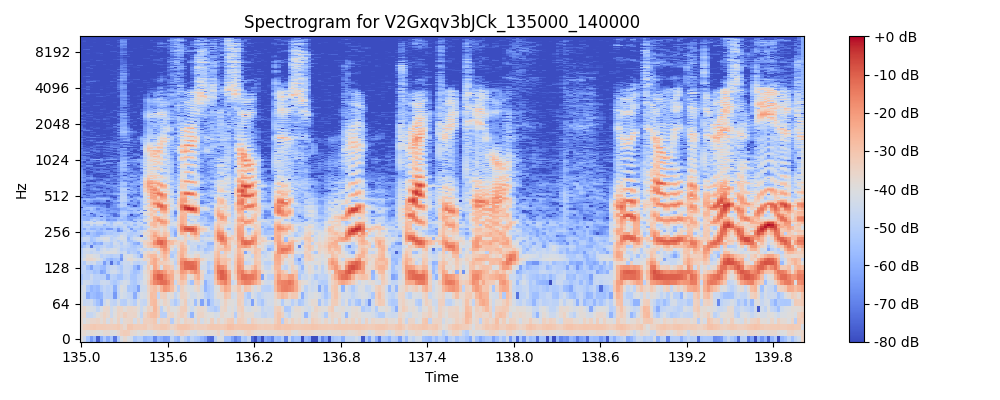 Spectrogram for V2Gxqv3bJCk_135000_140000
Hz
8192
4096
2048
1024
512
256
128
64
0
135.0 135.6 136.2 136.8 137.4 138.0 138.6 139.2 139.8
Time
+0 dB
-10 dB
-20 dB
-30 dB
-40 dB
-50 dB
-60 dB
-70 dB
-80 dB